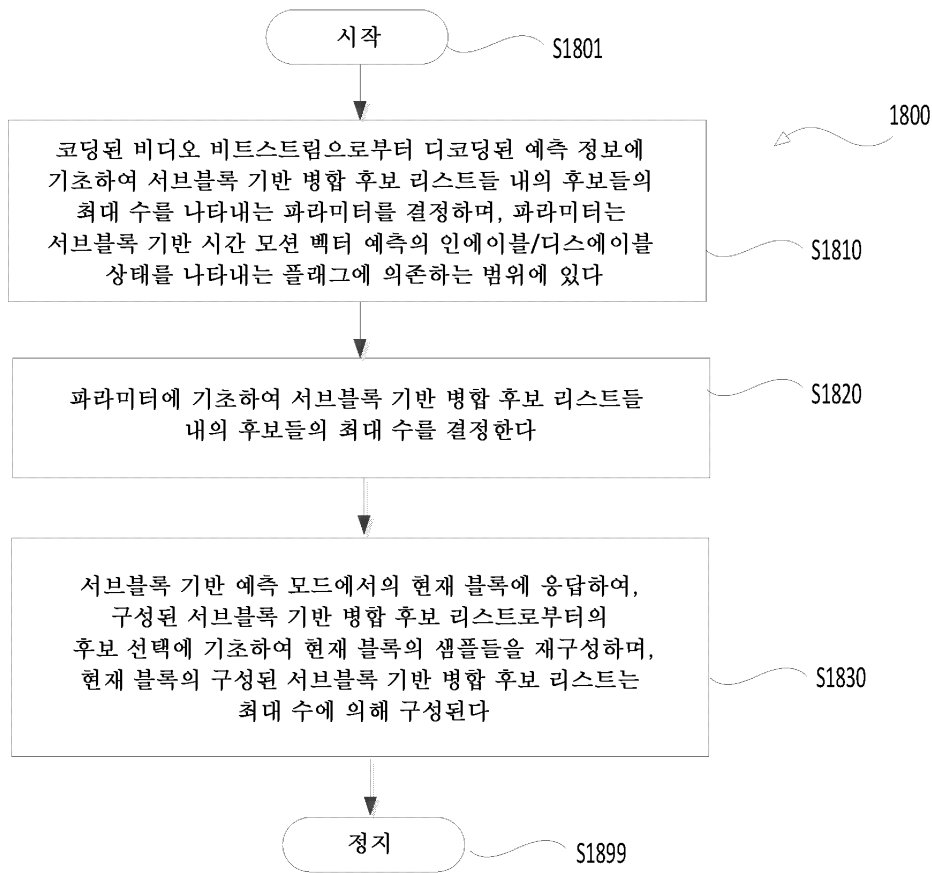 시작
S1801
1800
코딩된 비디오 비트스트림으로부터 디코딩된 예측 정보에
기초하여 서브블록 기반 병합 후보 리스트들 내의 후보들의
최대 수를 나타내는 파라미터를 결정하며, 파라미터는
서브블록 기반 시간 모션 벡터 예측의 인에이블/디스에이블
상태를 나타내는 플래그에 의존하는 범위에 있다
S1810
파라미터에 기초하여 서브블록 기반 병합 후보 리스트들
내의 후보들의 최대 수를 결정한다
S1820
서브블록 기반 예측 모드에서의 현재 블록에 응답하여,
구성된 서브블록 기반 병합 후보 리스트로부터의
후보 선택에 기초하여 현재 블록의 샘플들을 재구성하며,
현재 블록의 구성된 서브블록 기반 병합 후보 리스트는
최대 수에 의해 구성된다
S1830
정지
S1899